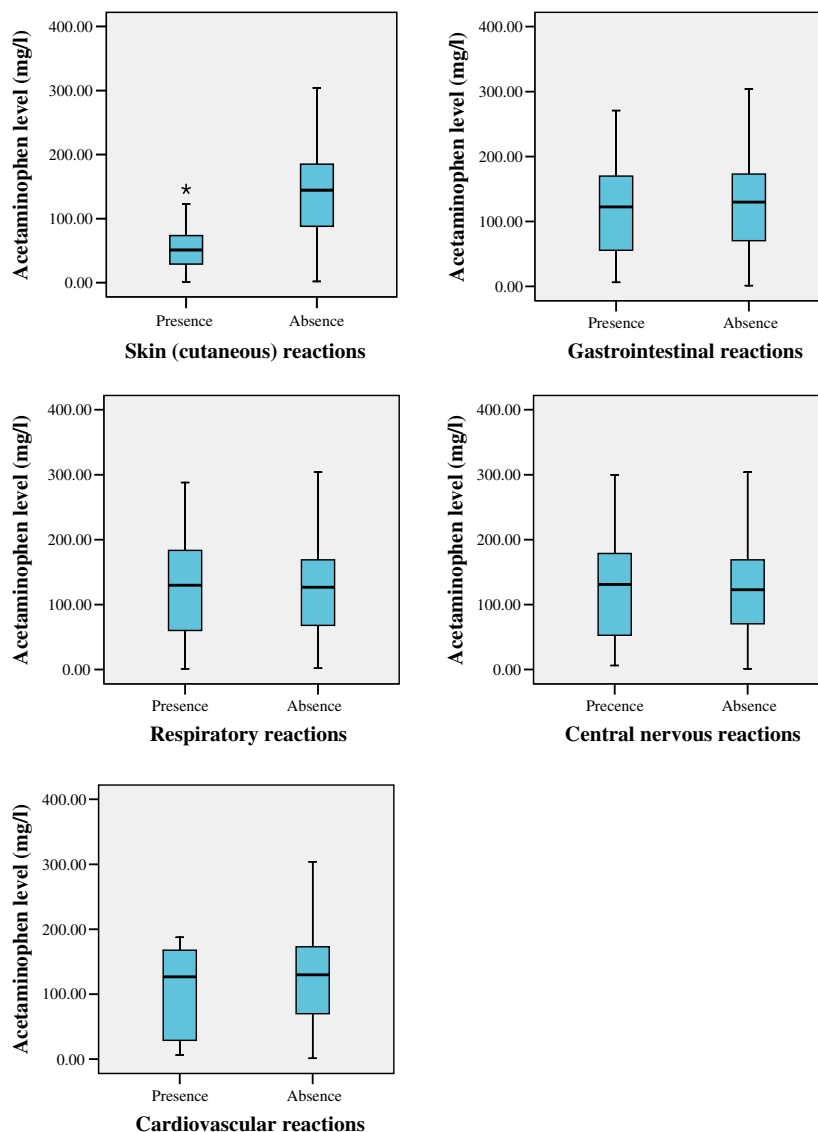 Acetaminophen level (mg/l)
400.00
300.00
200.00
100.00
0.00
*
Presence Absence
Skin (cutaneous) reactions
Acetaminophen level (mg/l)
400.00
300.00
200.00
100.00
0.00
Presence Absence
Gastrointestinal reactions
Acetaminophen level (mg/l)
400.00
300.00
200.00
100.00
0.00
Presence Absence
Respiratory reactions
Acetaminophen level (mg/l)
400.00
300.00
200.00
100.00
0.00
Precence Absence
Central nervous reactions
Acetaminophen level (mg/l)
400.00
300.00
200.00
100.00
0.00
Presence Absence
Cardiovascular reactions